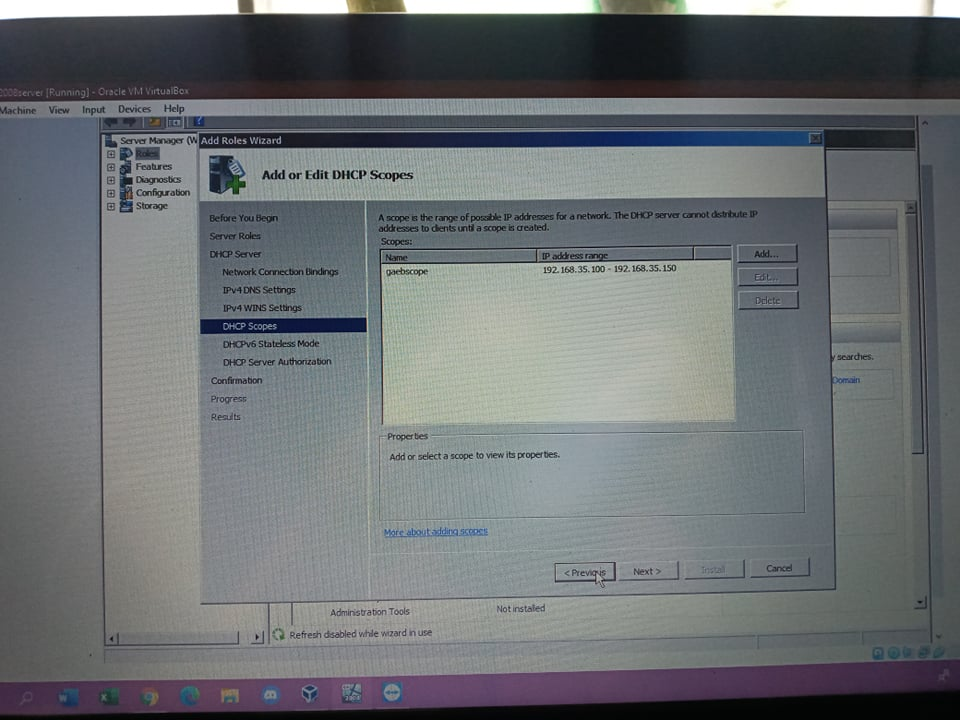 2008server [Running] - Oracle VM VirtualBox
Machine View Input Devices Help
Server Manager (W
Roles
Features
Diagnostics
Configuration
Storage
Add Roles Wizard
Add or Edit DHCP Scopes
Before You Begin
Server Roles
DHCP Server
Network Connection Bindings
IPv4 DNS Settings
IPv4 WINS Settings
DHCP Scopes
DHCPv6 Stateless Mode
DHCP Server Authorization
Confirmation
Progress
Results
A scope is the range of possible IP addresses for a network. The DHCP server cannot distribute IP
addresses to clients until a scope is created.
Scopes:
Name IP address range
gaebscope 192.168.35.100 - 192.168.35.150
Add...
Edit...
Delete
Properties
Add or select a scope to view its properties.
More about adding scopes
< Previous Next > Install Cancel
y searches.
Domain
Administration Tools Not installed
Refresh disabled while wizard in use